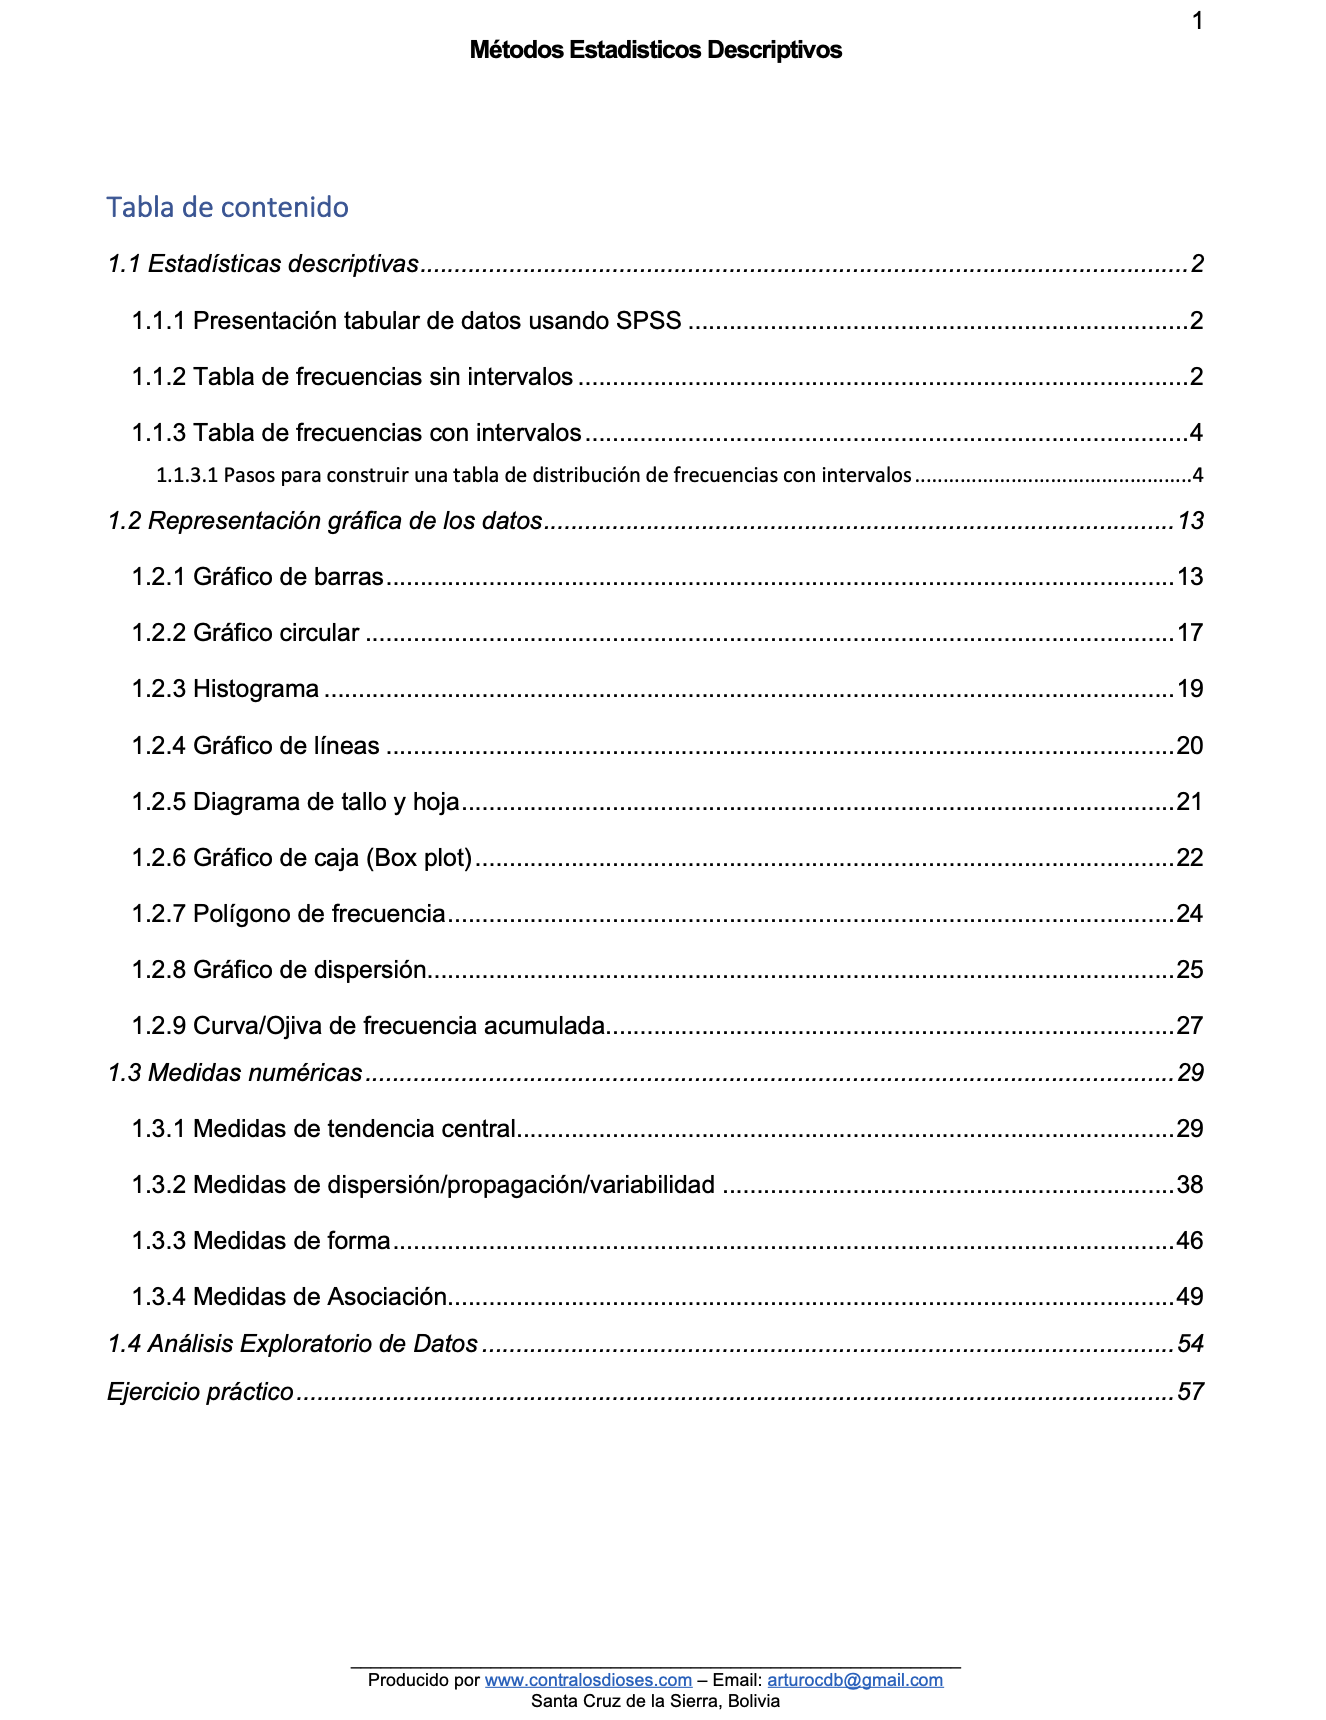 1
Métodos Estadisticos Descriptivos
Tabla de contenido
1.1 Estadísticas descriptivas....................................................................................................................2
1.1.1 Presentación tabular de datos usando SPSS ..........................................................................2
1.1.2 Tabla de frecuencias sin intervalos ..........................................................................................2
1.1.3 Tabla de frecuencias con intervalos.........................................................................................4
1.1.3.1 Pasos para construir una tabla de distribución de frecuencias con intervalos.................................................4
1.2 Representación gráfica de los datos.............................................................................................13
1.2.1 Gráfico de barras....................................................................................................................13
1.2.2 Gráfico circular .......................................................................................................................17
1.2.3 Histograma .............................................................................................................................19
1.2.4 Gráfico de líneas ....................................................................................................................20
1.2.5 Diagrama de tallo y hoja.........................................................................................................21
1.2.6 Gráfico de caja (Box plot).......................................................................................................22
1.2.7 Polígono de frecuencia...........................................................................................................24
1.2.8 Gráfico de dispersión..............................................................................................................25
1.2.9 Curva/Ojiva de frecuencia acumulada....................................................................................27
1.3 Medidas numéricas.......................................................................................................................29
1.3.1 Medidas de tendencia central.................................................................................................29
1.3.2 Medidas de dispersión/propagación/variabilidad ...................................................................38
1.3.3 Medidas de forma...................................................................................................................46
1.3.4 Medidas de Asociación...........................................................................................................49
1.4 Análisis Exploratorio de Datos......................................................................................................54
Ejercicio práctico.................................................................................................................................57
Producido por www.contralosdioses.com – Email: arturocdb@gmail.com
Santa Cruz de la Sierra, Bolivia